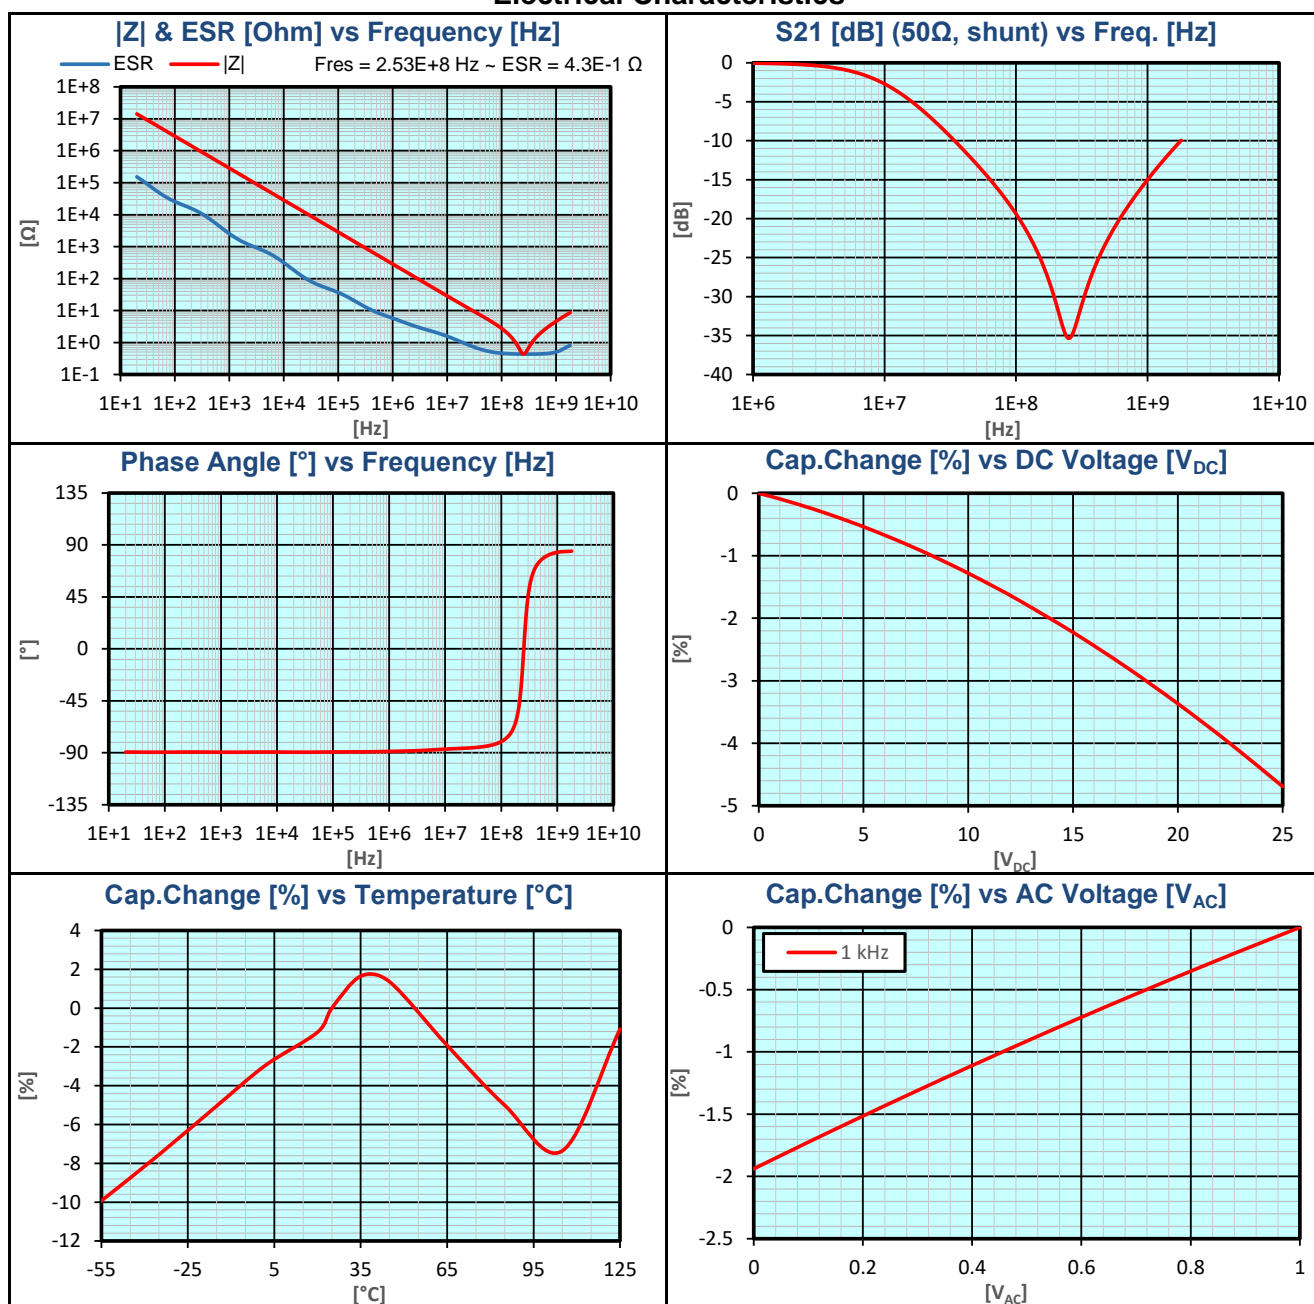 Electrical Characteristics
|Z| & ESR [Ohm] vs Frequency [Hz]
ESR |Z| Fres = 2.53E+8 Hz ~ ESR = 4.3E-1 Ω
1E+8
1E+7
1E+6
1E+5
1E+4
1E+3
1E+2
1E+1
1E+0
1E-1
[Ω]
1E+1 1E+2 1E+3 1E+4 1E+5 1E+6 1E+7 1E+8 1E+9 1E+10
[Hz]
S21 [dB] (50Ω, shunt) vs Freq. [Hz]
0
-5
-10
-15
-20
-25
-30
-35
-40
[dB]
1E+6 1E+7 1E+8 1E+9 1E+10
[Hz]
Phase Angle [°] vs Frequency [Hz]
135
90
45
0
-45
-90
-135
[°]
1E+1 1E+2 1E+3 1E+4 1E+5 1E+6 1E+7 1E+8 1E+9 1E+10
[Hz]
Cap.Change [%] vs DC Voltage [VDC]
0
-1
-2
-3
-4
-5
[%]
0 5 10 15 20 25
[VDC]
Cap.Change [%] vs Temperature [°C]
4
2
0
-2
-4
-6
-8
-10
-12
[%]
-55 -25 5 35 65 95 125
[°C]
Cap.Change [%] vs AC Voltage [VAC]
1 kHz
0
-0.5
-1
-1.5
-2
-2.5
[%]
0 0.2 0.4 0.6 0.8 1
[VAC]